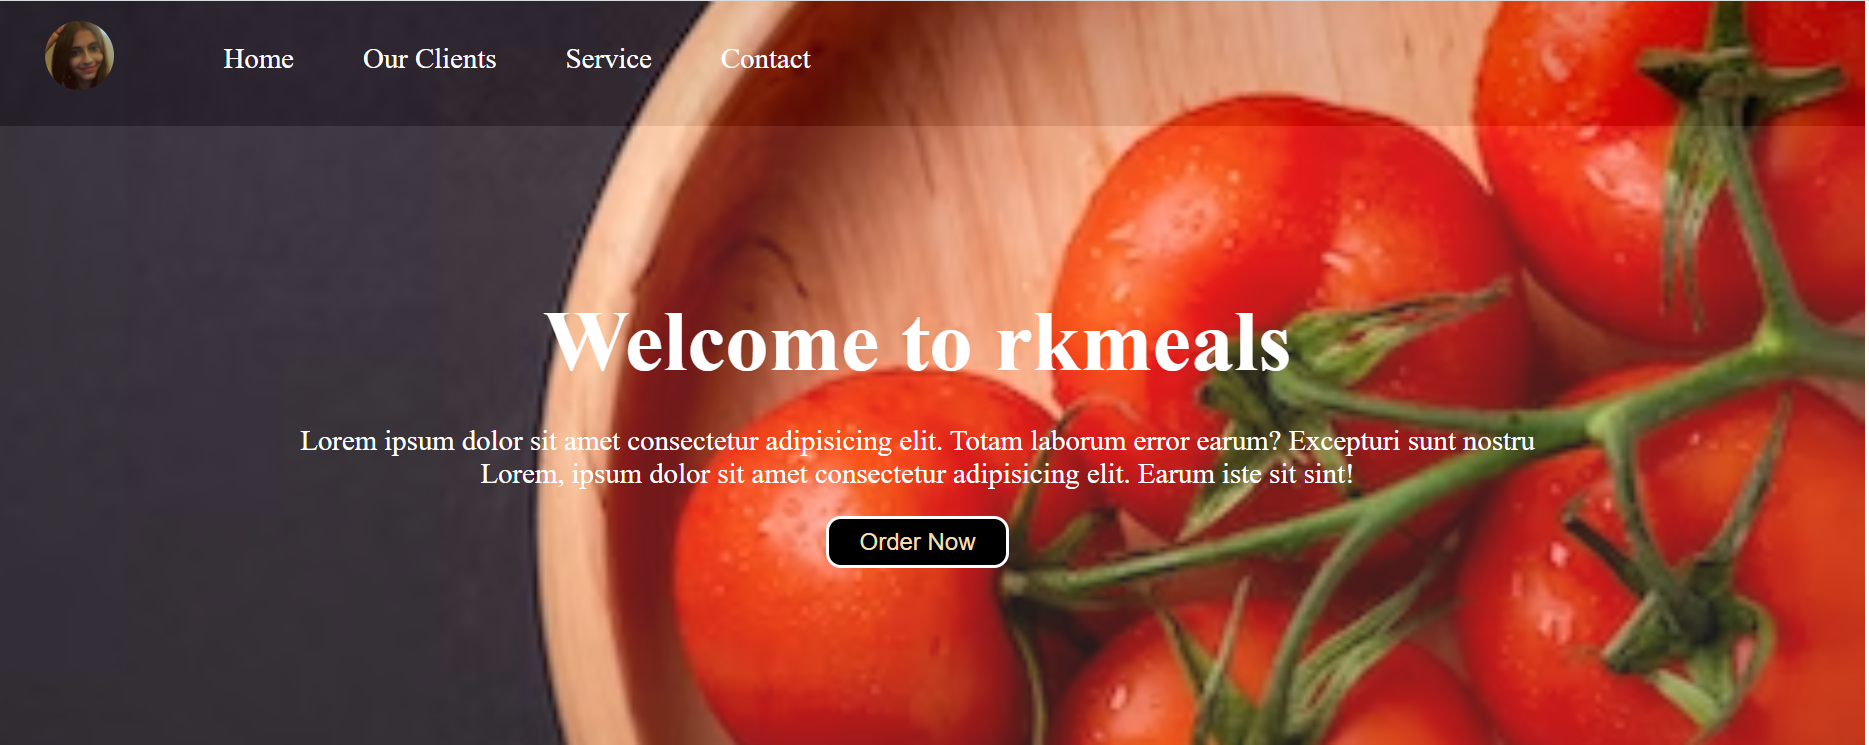 Home Our Clients Service Contact
Welcome to rkmeals
Lorem ipsum dolor sit amet consectetur adipisicing elit. Totam laborum error earum? Excepturi sunt nostru
Lorem, ipsum dolor sit amet consectetur adipisicing elit. Earum iste sit sint!
Order Now